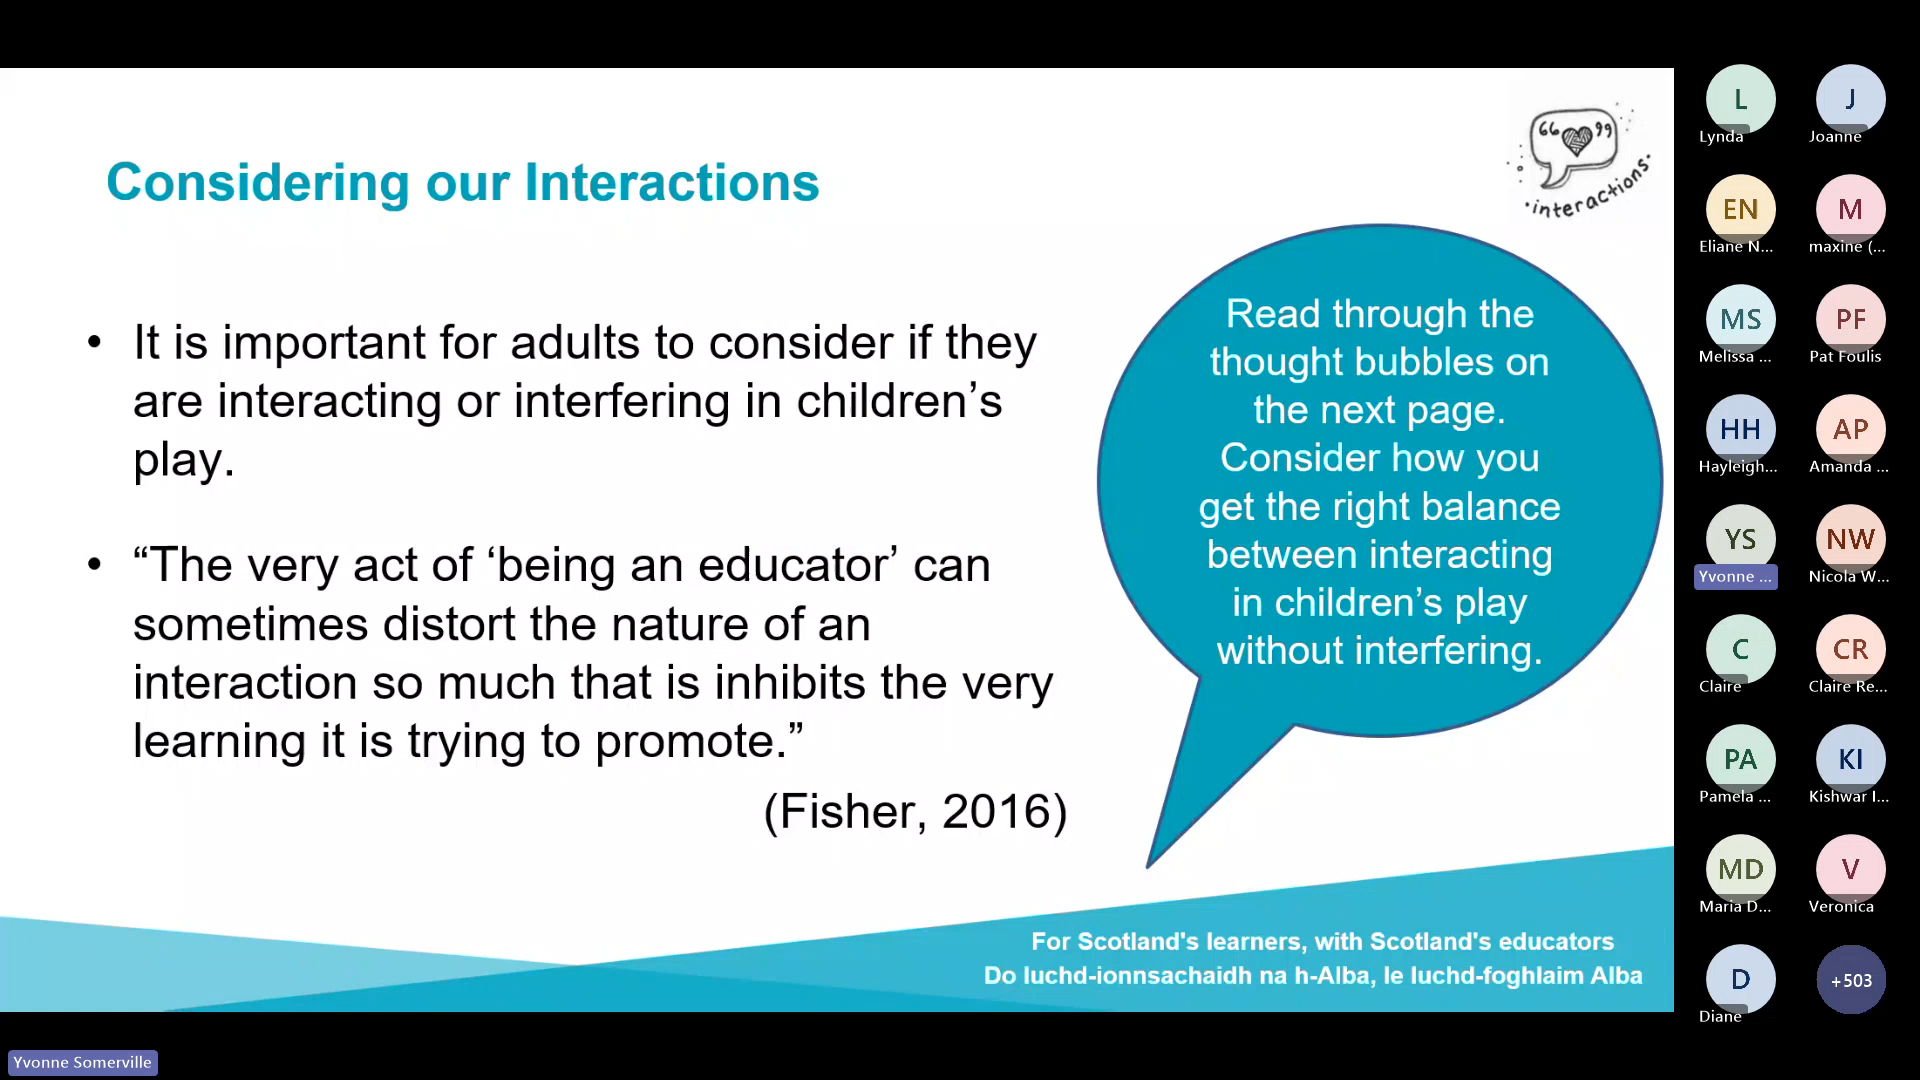 Considering our Interactions
“ ”
·interactions·
• It is important for adults to consider if they
are interacting or interfering in children’s
play.
• “The very act of ‘being an educator’ can
sometimes distort the nature of an
interaction so much that is inhibits the very
learning it is trying to promote.”
(Fisher, 2016)
Read through the
thought bubbles on
the next page.
Consider how you
get the right balance
between interacting
in children’s play
without interfering.
For Scotland's learners, with Scotland's educators
Do luchd-ionnsachaidh na h-Alba, le luchd-foghlaim Alba
L
Lynda
J
Joanne
EN
Eliane N...
M
maxine (...
MS
Melissa ...
PF
Pat Foulis
HH
Hayleigh...
AP
Amanda ...
YS
Yvonne ...
NW
Nicola W...
C
Claire
CR
Claire Re...
PA
Pamela ...
KI
Kishwar I...
MD
Maria D...
V
Veronica
D
Diane
+503
Yvonne Somerville